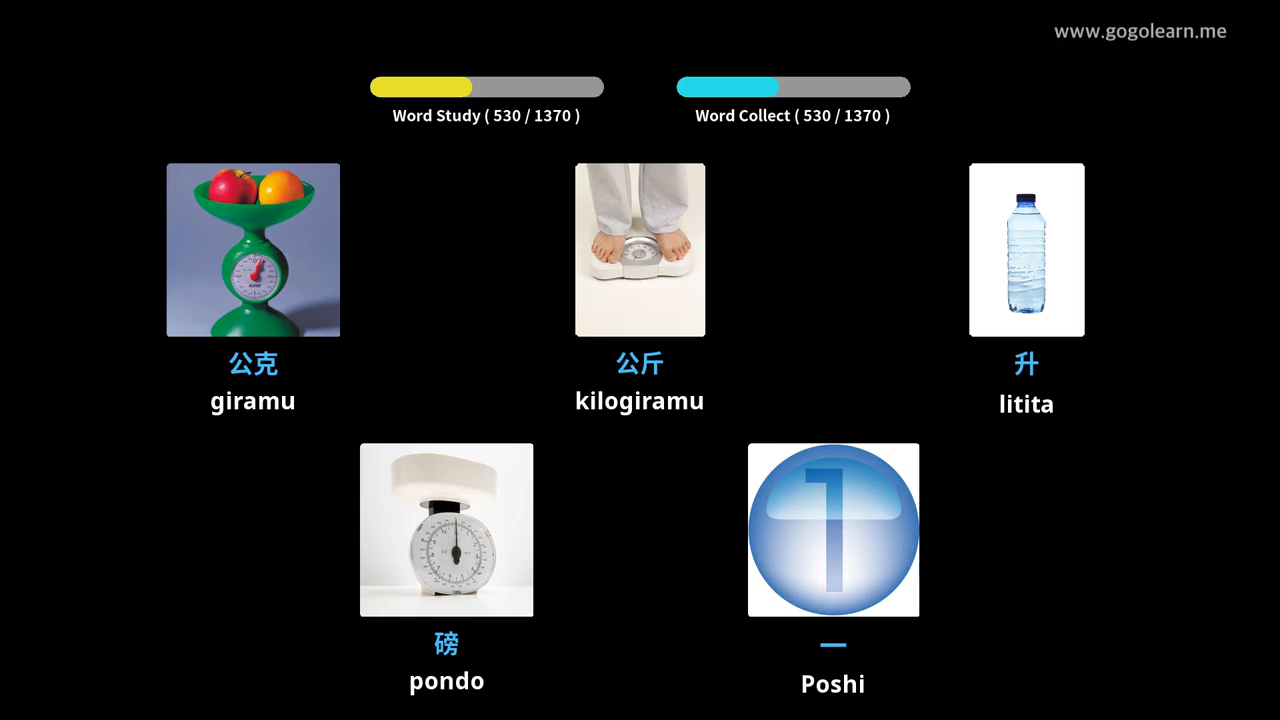 www.gogolearn.me
Word Study ( 530 / 1370 )
Word Collect ( 530 / 1370 )
公克
giramu
公斤
kilogiramu
升
litita
磅
pondo
1
一
Poshi